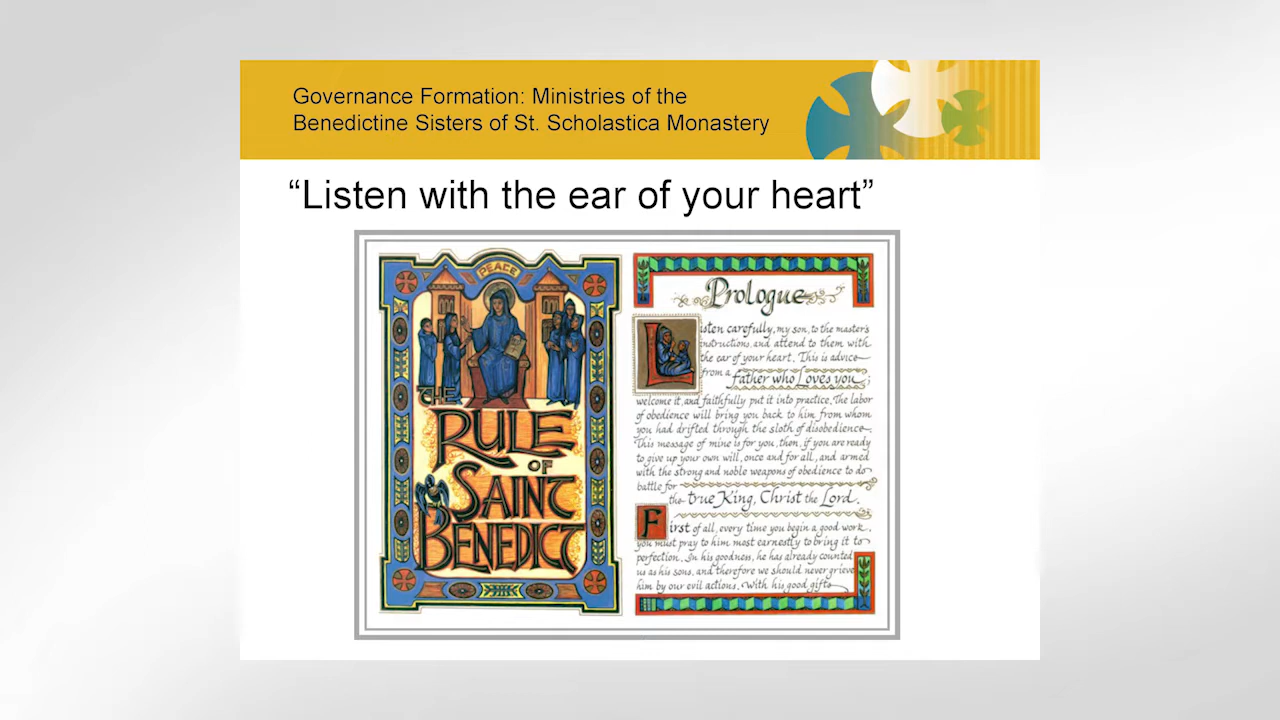 Governance Formation: Ministries of the
Benedictine Sisters of St. Scholastica Monastery
“Listen with the ear of your heart”
PEACE
THE
RULE
OF
SAINT
BENEDICT
Prologue
Listen carefully, my son, to the master's
instructions, and attend to them with
the ear of your heart. This is advice
from a father who Loves you;
welcome it, and faithfully put it into practice. The labor
of obedience will bring you back to him from whom
you had drifted through the sloth of disobedience.
This message of mine is for you, then, if you are ready
to give up your own will, once and for all, and armed
with the strong and noble weapons of obedience to do
battle for
the true King, Christ the Lord.
First of all, every time you begin a good work,
you must pray to him most earnestly to bring it to
perfection. In his goodness, he has already counted
us as his sons, and therefore we should never grieve
him by our evil actions. With his good gifts